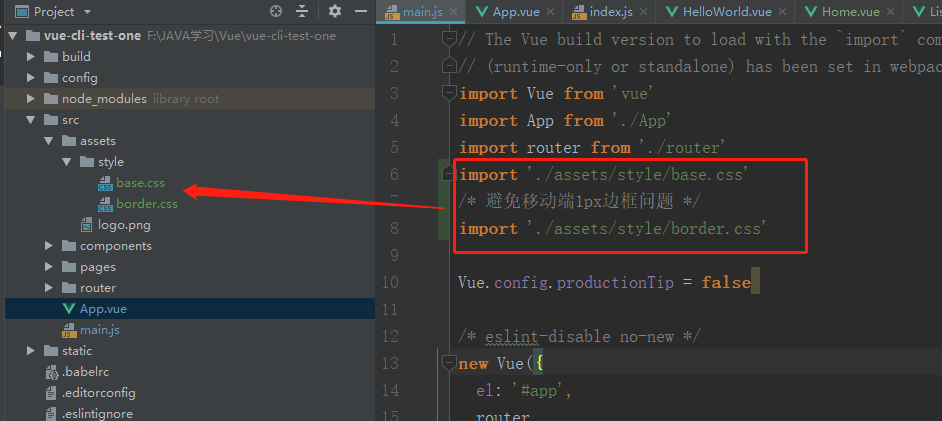 Project
vue-cli-test-one F:\JAVA学习\Vue\vue-cli-test-one
build
config
node_modules library root
src
assets
style
base.css
border.css
logo.png
components
pages
router
App.vue
main.js
static
.babelrc
.editorconfig
.eslintignore
main.js
App.vue
index.js
HelloWorld.vue
Home.vue
1 // The Vue build version to load with the `import` com
2 // (runtime-only or standalone) has been set in webpac
3 import Vue from 'vue'
4 import App from './App'
5 import router from './router'
6 import './assets/style/base.css'
7 /* 避免移动端1px边框问题 */
8 import './assets/style/border.css'
9
10 Vue.config.productionTip = false
11
12 /* eslint-disable no-new */
13 new Vue({
14 el: '#app',
15 router